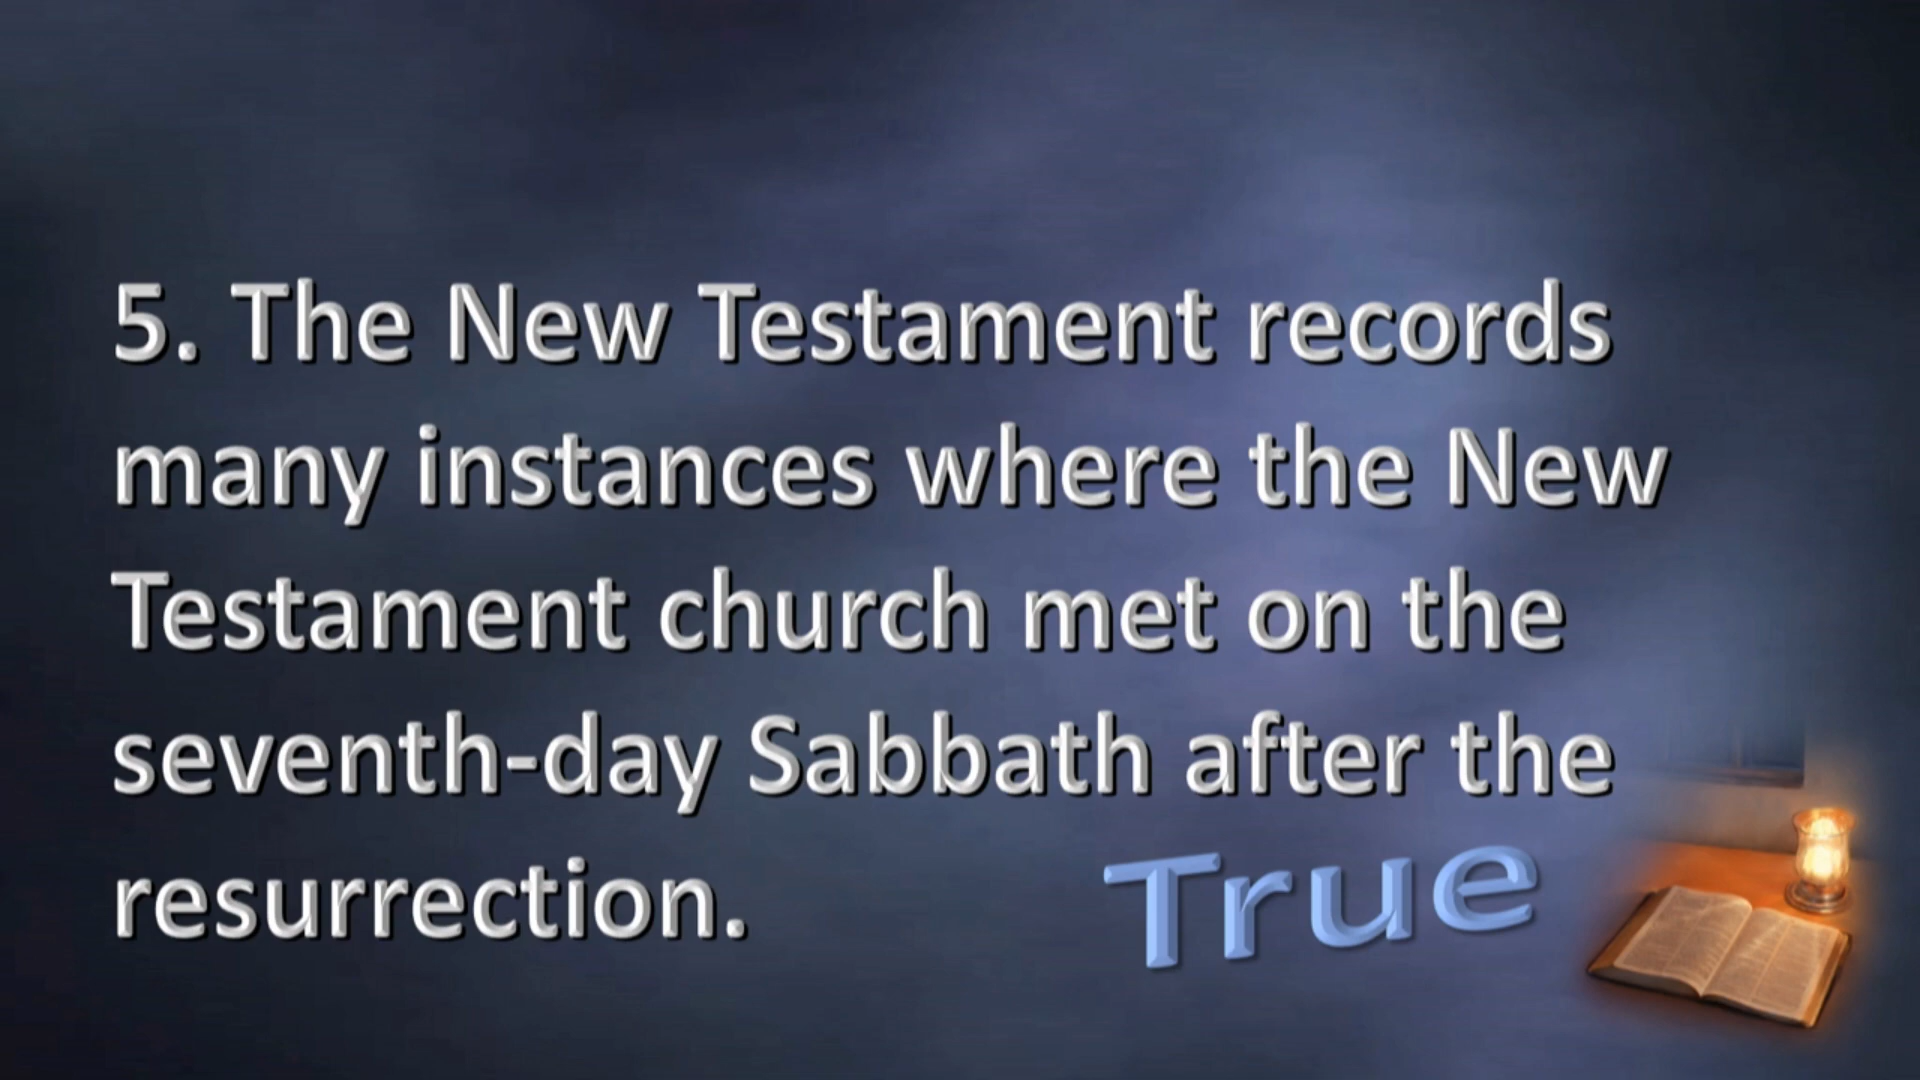 5. The New Testament records
many instances where the New
Testament church met on the
seventh-day Sabbath after the
resurrection.
True